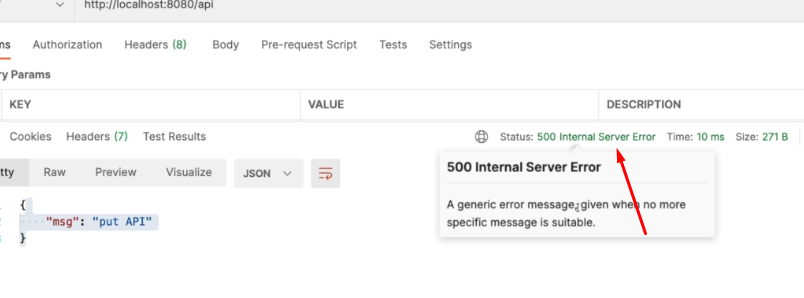 http://localhost:8080/api
ms Authorization Headers (8) Body Pre-request Script Tests Settings
ry Params
KEY VALUE DESCRIPTION
Cookies Headers (7) Test Results Status: 500 Internal Server Error Time: 10 ms Size: 271 B
tty Raw Preview Visualize JSON
500 Internal Server Error
A generic error message, given when no more
specific message is suitable.
{
"msg": "put API"
}